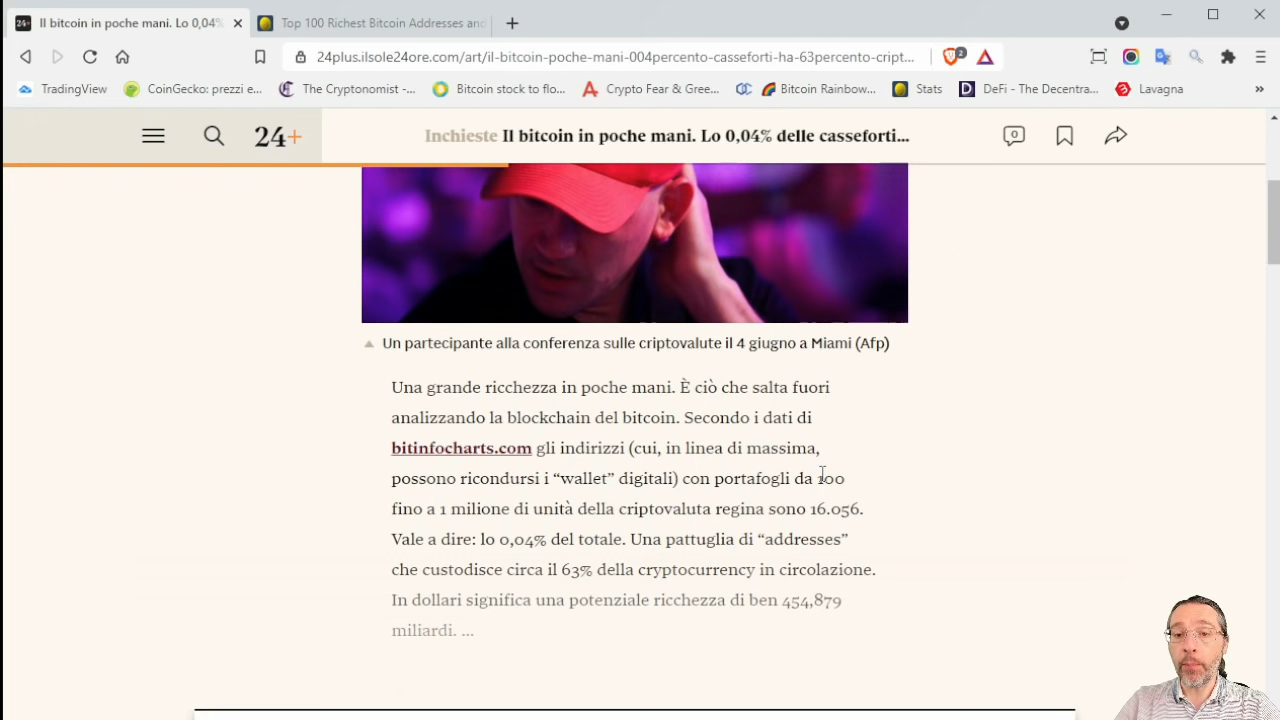 Il bitcoin in poche mani. Lo 0,04%
Top 100 Richest Bitcoin Addresses and
24plus.ilsole24ore.com/art/il-bitcoin-poche-mani-004percento-casseforti-ha-63percento-cript...
2
TradingView
CoinGecko: prezzi e...
The Cryptonomist -...
Bitcoin stock to flo...
Crypto Fear & Gree...
Bitcoin Rainbow...
Stats
DeFi - The Decentra...
Lavagna
»
24+
Inchieste Il bitcoin in poche mani. Lo 0,04% delle casseforti...
0
Un partecipante alla conferenza sulle criptovalute il 4 giugno a Miami (Afp)
Una grande ricchezza in poche mani. È ciò che salta fuori
analizzando la blockchain del bitcoin. Secondo i dati di
bitinfocharts.com gli indirizzi (cui, in linea di massima,
possono ricondursi i “wallet” digitali) con portafogli da 100
fino a 1 milione di unità della criptovaluta regina sono 16.056.
Vale a dire: lo 0,04% del totale. Una pattuglia di “addresses”
che custodisce circa il 63% della cryptocurrency in circolazione.
In dollari significa una potenziale ricchezza di ben 454,879
miliardi. ...